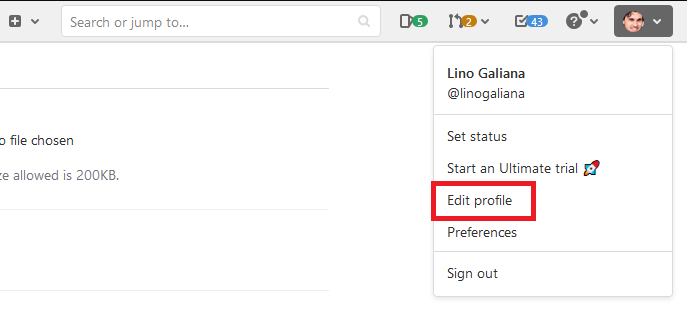 Search or jump to...
5
2
43
Lino Galiana
@linogaliana
o file chosen
Set status
Start an Ultimate trial 🚀
ze allowed is 200KB.
Edit profile
Preferences
Sign out